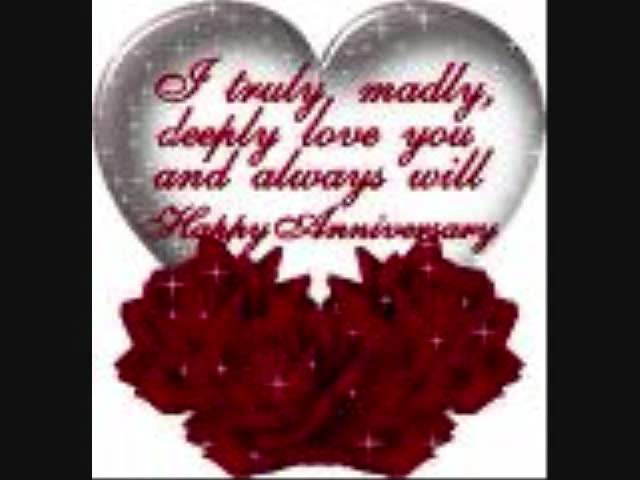 I truly, madly,
deeply love you
and always will
Happy Anniversary